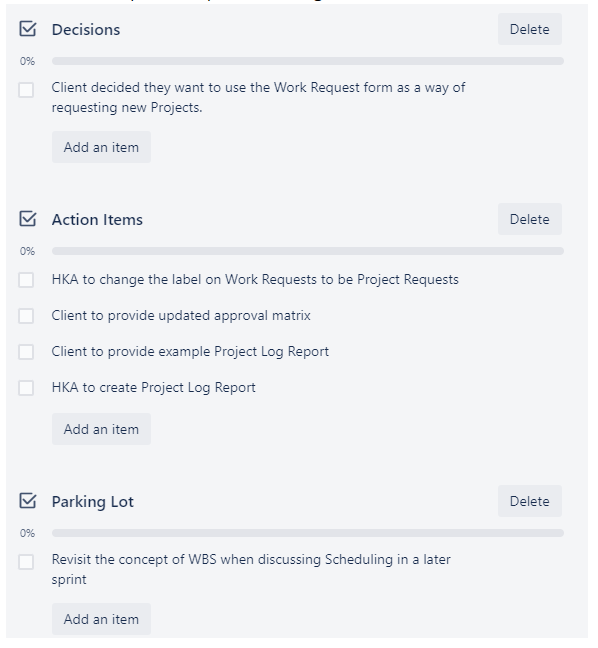 Decisions
Delete
0%
Client decided they want to use the Work Request form as a way of
requesting new Projects.
Add an item
Action Items
Delete
0%
HKA to change the label on Work Requests to be Project Requests
Client to provide updated approval matrix
Client to provide example Project Log Report
HKA to create Project Log Report
Add an item
Parking Lot
Delete
0%
Revisit the concept of WBS when discussing Scheduling in a later
sprint
Add an item